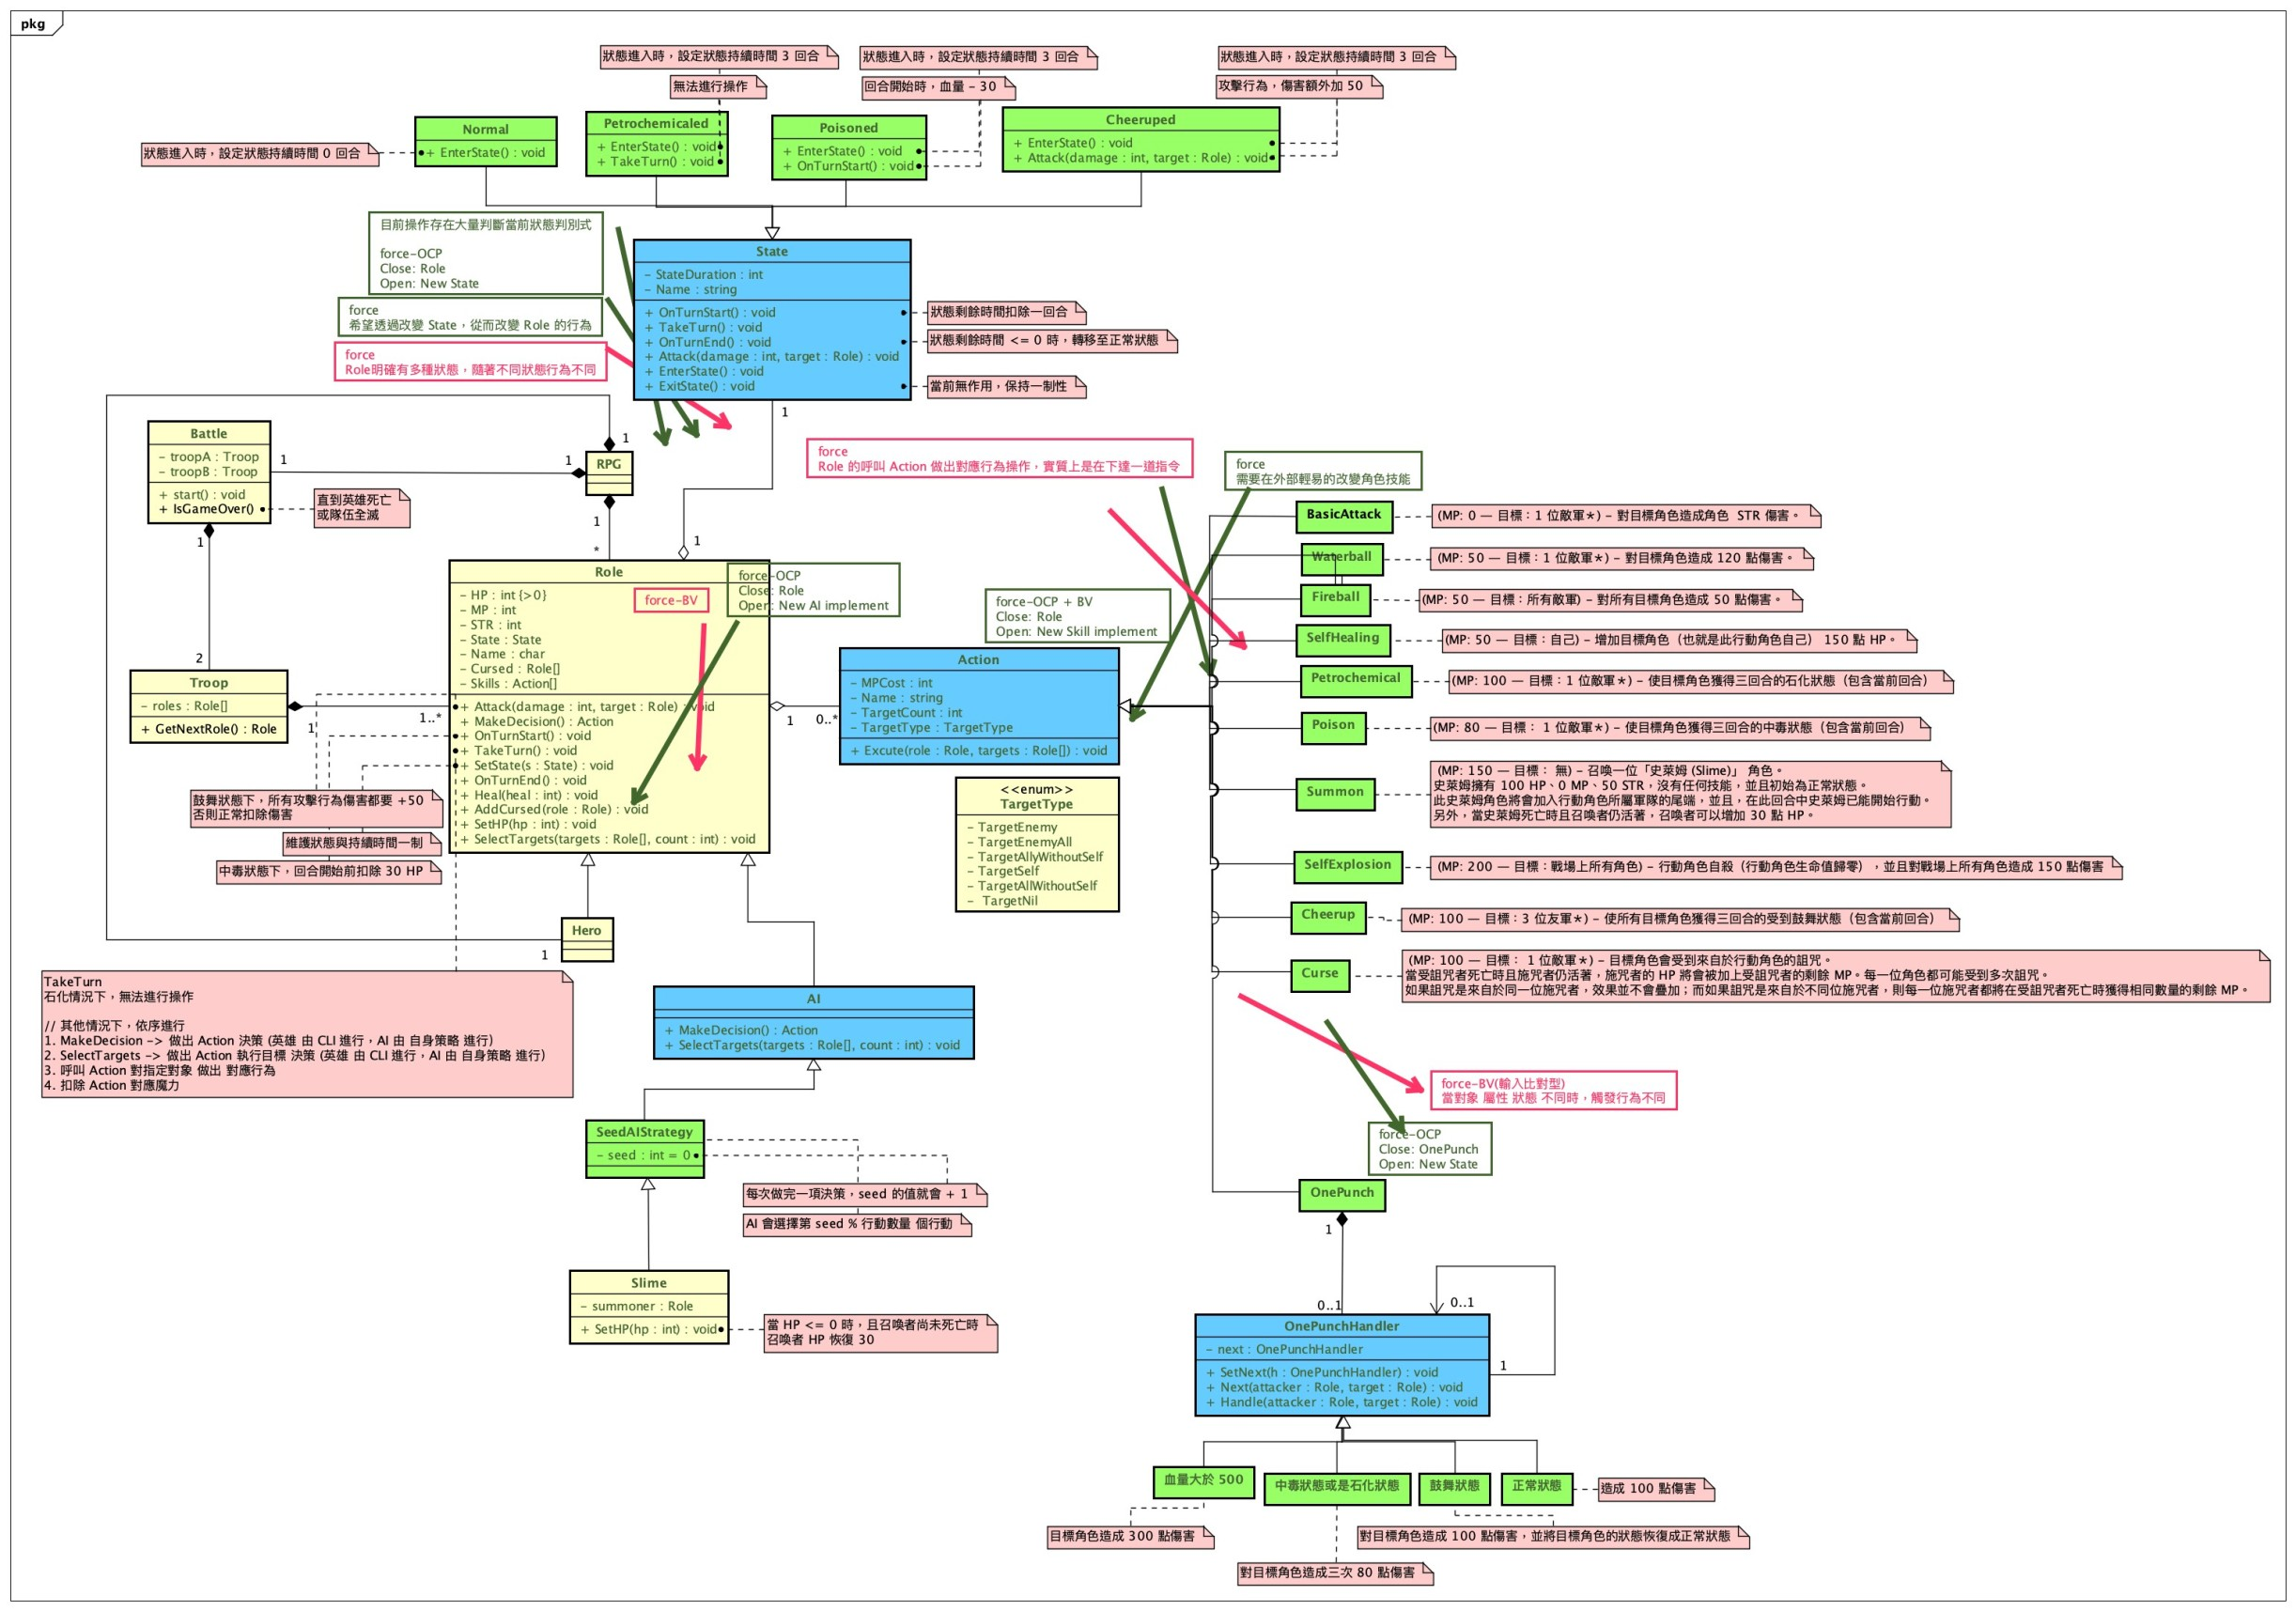 pkg
狀態進入時，設定狀態持續時間 3 回合
無法進行操作
狀態進入時，設定狀態持續時間 3 回合
回合開始時，血量 – 30
狀態進入時，設定狀態持續時間 3 回合
攻擊行為，傷害額外加 50
狀態進入時，設定狀態持續時間 0 回合
Normal
+ EnterState() : void
Petrochemicaled
+ EnterState() : void
+ TakeTurn() : void
Poisoned
+ EnterState() : void
+ OnTurnStart() : void
Cheeruped
+ EnterState() : void
+ Attack(damage : int, target : Role) : void
目前操作存在大量判斷當前狀態判別式
force-OCP
Close: Role
Open: New State
force
希望透過改變 State，從而改變 Role 的行為
force
Role明確有多種狀態，隨著不同狀態行為不同
State
– StateDuration : int
– Name : string
+ OnTurnStart() : void
+ TakeTurn() : void
+ OnTurnEnd() : void
+ Attack(damage : int, target : Role) : void
+ EnterState() : void
+ ExitState() : void
狀態剩餘時間扣除一回合
狀態剩餘時間 <= 0 時，轉移至正常狀態
當前無作用，保持一制性
1
Battle
– troopA : Troop
– troopB : Troop
+ start() : void
+ IsGameOver()
直到英雄死亡
或隊伍全滅
1
1
1
RPG
1
*
1
force
Role 的呼叫 Action 做出對應行為操作，實質上是在下達一道指令
force
需要在外部輕易的改變角色技能
1
2
Troop
– roles : Role[]
+ GetNextRole() : Role
1
1..*
Role
– HP : int {>0}
– MP : int
– STR : int
– State : State
– Name : char
– Cursed : Role[]
– Skills : Action[]
+ Attack(damage : int, target : Role) : void
+ MakeDecision() : Action
+ OnTurnStart() : void
+ TakeTurn() : void
+ SetState(s : State) : void
+ OnTurnEnd() : void
+ Heal(heal : int) : void
+ AddCursed(role : Role) : void
+ SetHP(hp : int) : void
+ SelectTargets(targets : Role[], count : int) : void
force-BV
force-OCP
Close: Role
Open: New AI implement
force-OCP + BV
Close: Role
Open: New Skill implement
1
0..*
Action
– MPCost : int
– Name : string
– TargetCount : int
– TargetType : TargetType
+ Excute(role : Role, targets : Role[]) : void
<<enum>>
TargetType
– TargetEnemy
– TargetEnemyAll
– TargetAllyWithoutSelf
– TargetSelf
– TargetAllWithoutSelf
– TargetNil
BasicAttack
(MP: 0 — 目標：1 位敵軍＊) – 對目標角色造成角色 STR 傷害。
Waterball
(MP: 50 — 目標：1 位敵軍＊) – 對目標角色造成 120 點傷害。
Fireball
(MP: 50 — 目標：所有敵軍) – 對所有目標角色造成 50 點傷害。
SelfHealing
(MP: 50 — 目標：自己) – 增加目標角色（也就是此行動角色自己） 150 點 HP。
Petrochemical
(MP: 100 — 目標：1 位敵軍＊) – 使目標角色獲得三回合的石化狀態（包含當前回合）
Poison
(MP: 80 — 目標： 1 位敵軍＊) – 使目標角色獲得三回合的中毒狀態（包含當前回合）
Summon
(MP: 150 — 目標： 無) – 召喚一位「史萊姆 (Slime)」 角色。
史萊姆擁有 100 HP、0 MP、50 STR，沒有任何技能，並且初始為正常狀態。
此史萊姆角色將會加入行動角色所屬軍隊的尾端，並且，在此回合中史萊姆已能開始行動。
另外，當史萊姆死亡時且召喚者仍活著，召喚者可以增加 30 點 HP。
SelfExplosion
(MP: 200 — 目標：戰場上所有角色) – 行動角色自殺（行動角色生命值歸零），並且對戰場上所有角色造成 150 點傷害
Cheerup
(MP: 100 — 目標：3 位友軍＊) – 使所有目標角色獲得三回合的受到鼓舞狀態（包含當前回合）
Curse
(MP: 100 — 目標： 1 位敵軍＊) – 目標角色會受到來自於行動角色的詛咒。
當受詛咒者死亡時且施咒者仍活著，施咒者的 HP 將會被加上受詛咒者的剩餘 MP。每一位角色都可能受到多次詛咒。
如果詛咒是來自於同一位施咒者，效果並不會疊加；而如果詛咒是來自於不同位施咒者，則每一位施咒者都將在受詛咒者死亡時獲得相同數量的剩餘 MP。
鼓舞狀態下，所有攻擊行為傷害都要 +50
否則正常扣除傷害
維護狀態與持續時間一制
中毒狀態下，回合開始前扣除 30 HP
Hero
1
TakeTurn
石化情況下，無法進行操作
// 其他情況下，依序進行
1. MakeDecision -> 做出 Action 決策 (英雄 由 CLI 進行，AI 由 自身策略 進行)
2. SelectTargets -> 做出 Action 執行目標 決策 (英雄 由 CLI 進行，AI 由 自身策略 進行)
3. 呼叫 Action 對指定對象 做出 對應行為
4. 扣除 Action 對應魔力
AI
+ MakeDecision() : Action
+ SelectTargets(targets : Role[], count : int) : void
SeedAIStrategy
– seed : int = 0
每次做完一項決策，seed 的值就會 + 1
AI 會選擇第 seed % 行動數量 個行動
Slime
– summoner : Role
+ SetHP(hp : int) : void
當 HP <= 0 時，且召喚者尚未死亡時
召喚者 HP 恢復 30
force-BV(輸入比對型)
當對象 屬性 狀態 不同時，觸發行為不同
force-OCP
Close: OnePunch
Open: New State
OnePunch
1
0..1
0..1
1
OnePunchHandler
– next : OnePunchHandler
+ SetNext(h : OnePunchHandler) : void
+ Next(attacker : Role, target : Role) : void
+ Handle(attacker : Role, target : Role) : void
血量大於 500
中毒狀態或是石化狀態
鼓舞狀態
正常狀態
造成 100 點傷害
目標角色造成 300 點傷害
對目標角色造成 100 點傷害，並將目標角色的狀態恢復成正常狀態
對目標角色造成三次 80 點傷害